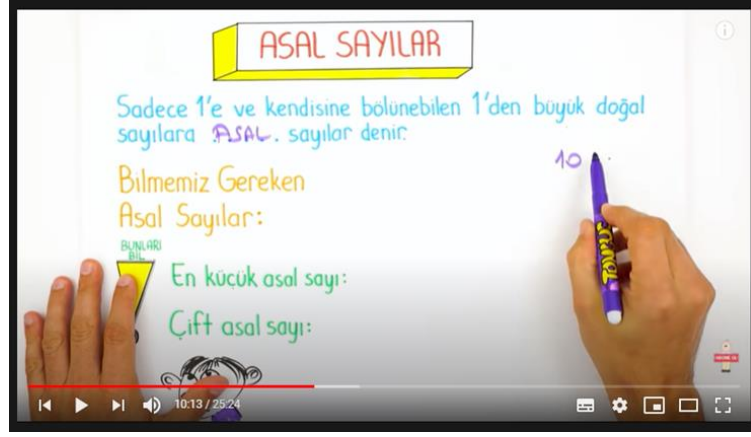 ASAL SAYILAR
Sadece 1'e ve kendisine bölünebilen 1'den büyük doğal
sayılara .ASAL. sayılar denir.
10
Bilmemiz Gereken
Asal Sayılar:
BUNLARI
BİL
En küçük asal sayı:
Çift asal sayı:
10:13 / 25:24